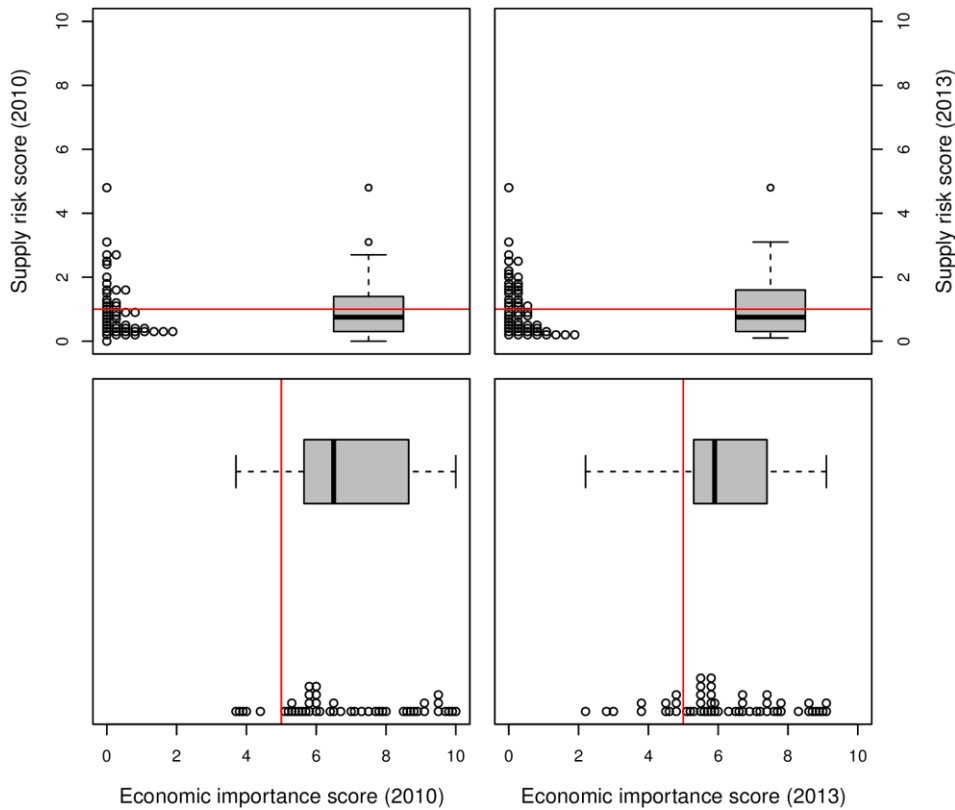 Supply risk score (2010)
10
8
6
4
2
0
10
8
6
4
2
0
Supply risk score (2013)
0 2 4 6 8 10
0 2 4 6 8 10
Economic importance score (2010)
Economic importance score (2013)